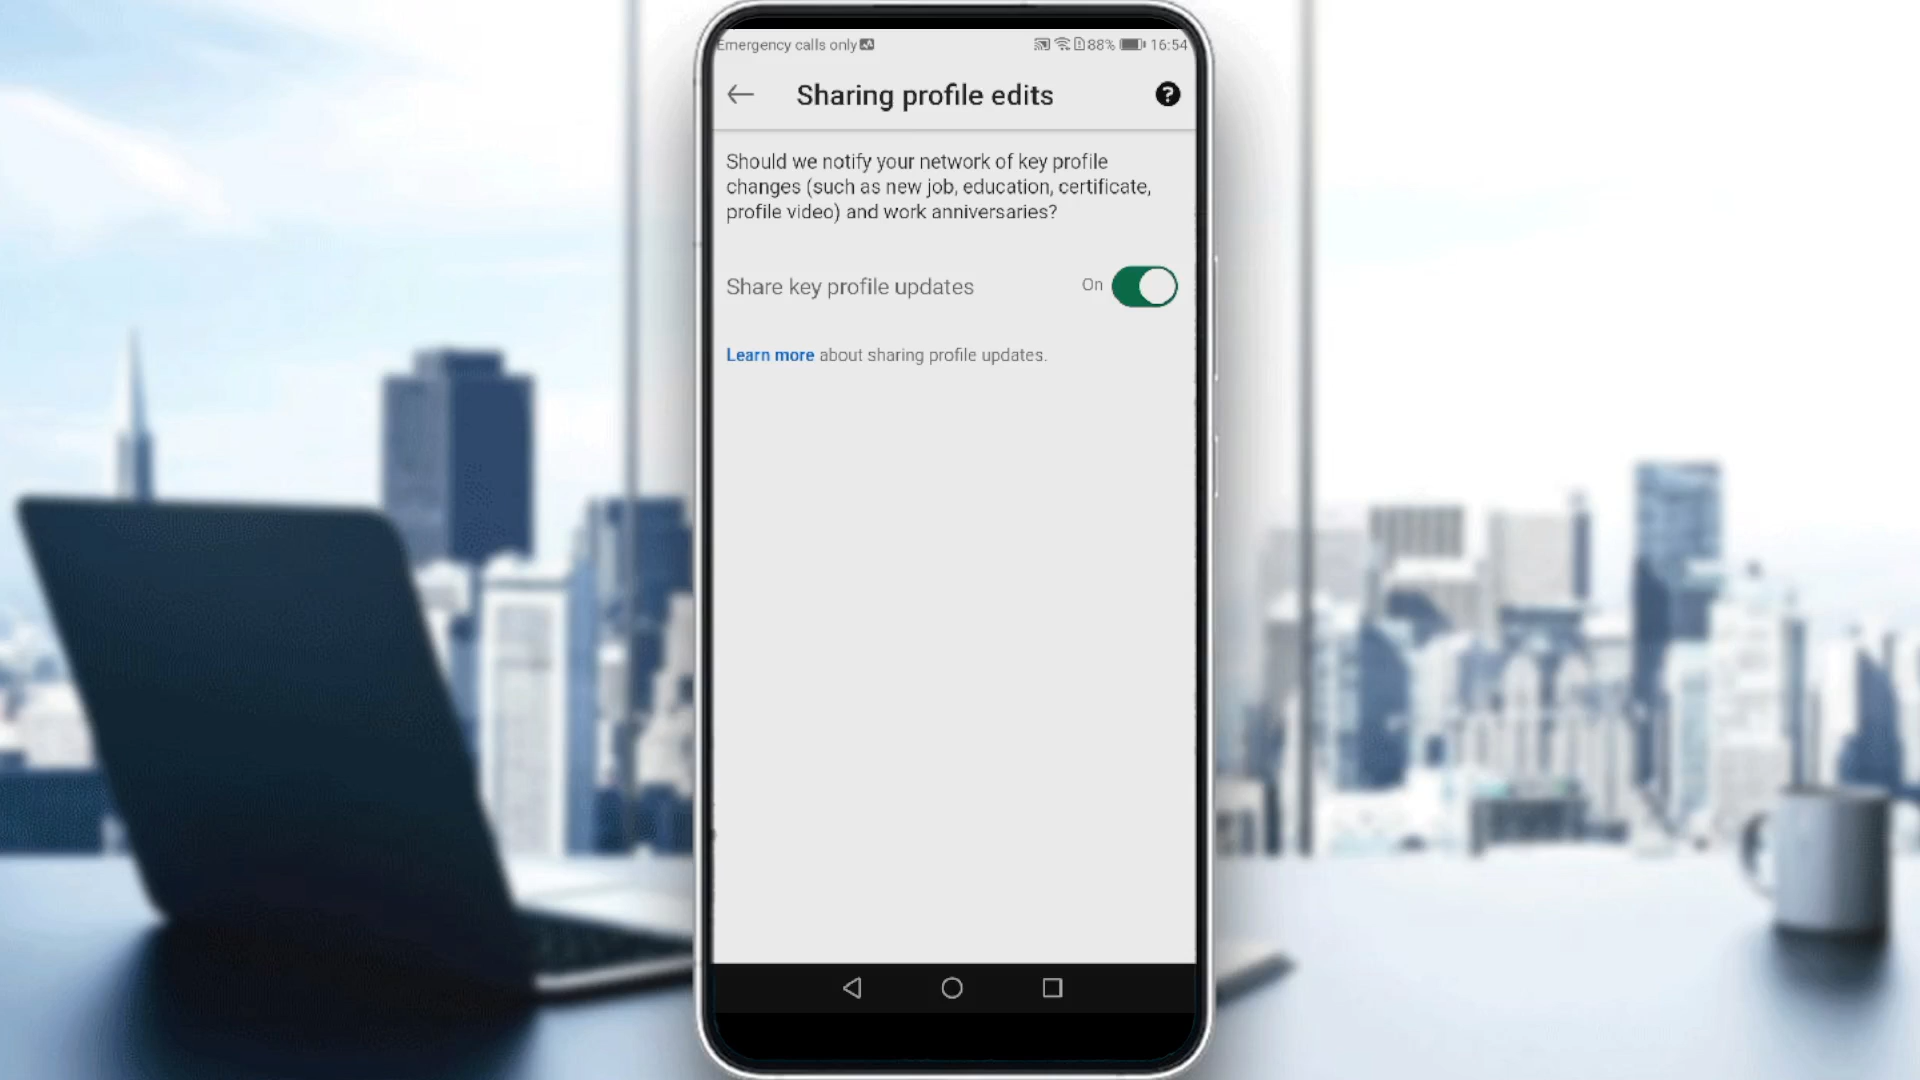 Emergency calls only 88% 16:54
Sharing profile edits
Should we notify your network of key profile
changes (such as new job, education, certificate,
profile video) and work anniversaries?
Share key profile updates On
Learn more about sharing profile updates.